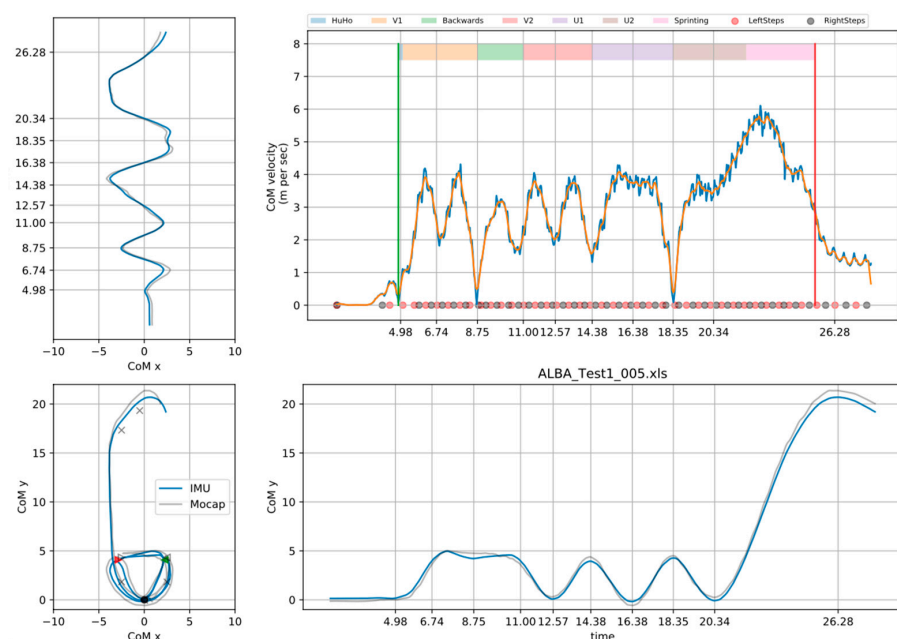 HuHo V1 Backwards V2 U1 U2 Sprinting LeftSteps RightSteps
26.28
20.34
18.35
16.38
14.38
12.57
11.00
8.75
6.74
4.98
−10 −5 0 5 10
CoM x
8
7
6
5
4
3
2
1
0
CoM velocity
(m per sec)
4.98 6.74 8.75 11.00 12.57 14.38 16.38 18.35 20.34 26.28
20
15
10
5
0
CoM y
IMU
Mocap
−10 −5 0 5 10
CoM x
ALBA_Test1_005.xls
20
15
10
5
0
CoM y
4.98 6.74 8.75 11.00 12.57 14.38 16.38 18.35 20.34 26.28
time